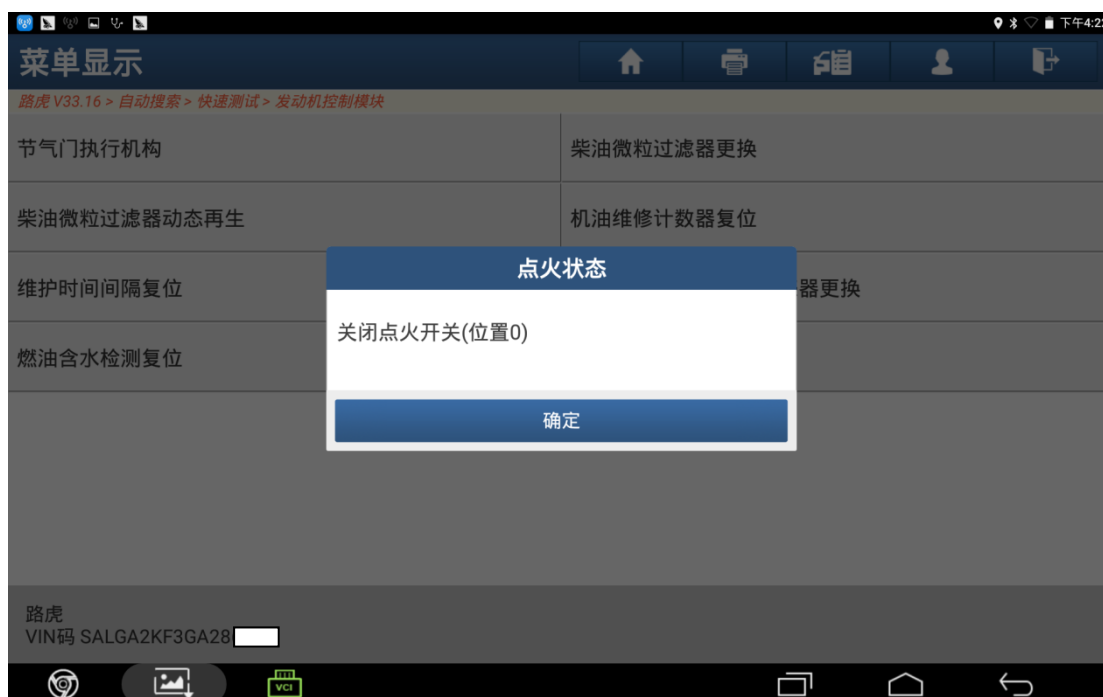 下午4:22
菜单显示
路虎 V33.16 > 自动搜索 > 快速测试 > 发动机控制模块
节气门执行机构
柴油微粒过滤器更换
柴油微粒过滤器动态再生
机油维修计数器复位
点火状态
维护时间间隔复位
器更换
关闭点火开关(位置0)
燃油含水检测复位
确定
路虎
VIN码 SALGA2KF3GA28
VCI